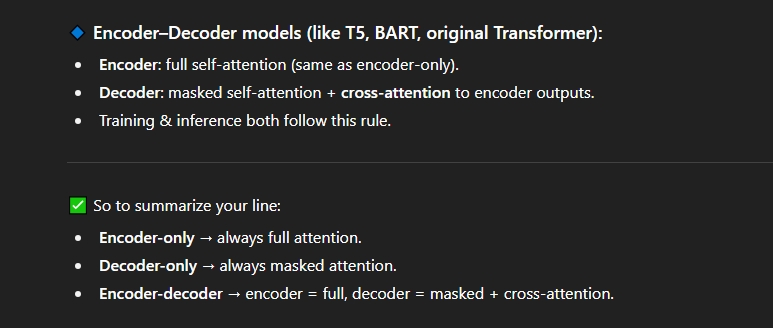 🔷 Encoder–Decoder models (like T5, BART, original Transformer):
• Encoder: full self-attention (same as encoder-only).
• Decoder: masked self-attention + cross-attention to encoder outputs.
• Training & inference both follow this rule.
✅ So to summarize your line:
• Encoder-only → always full attention.
• Decoder-only → always masked attention.
• Encoder-decoder → encoder = full, decoder = masked + cross-attention.